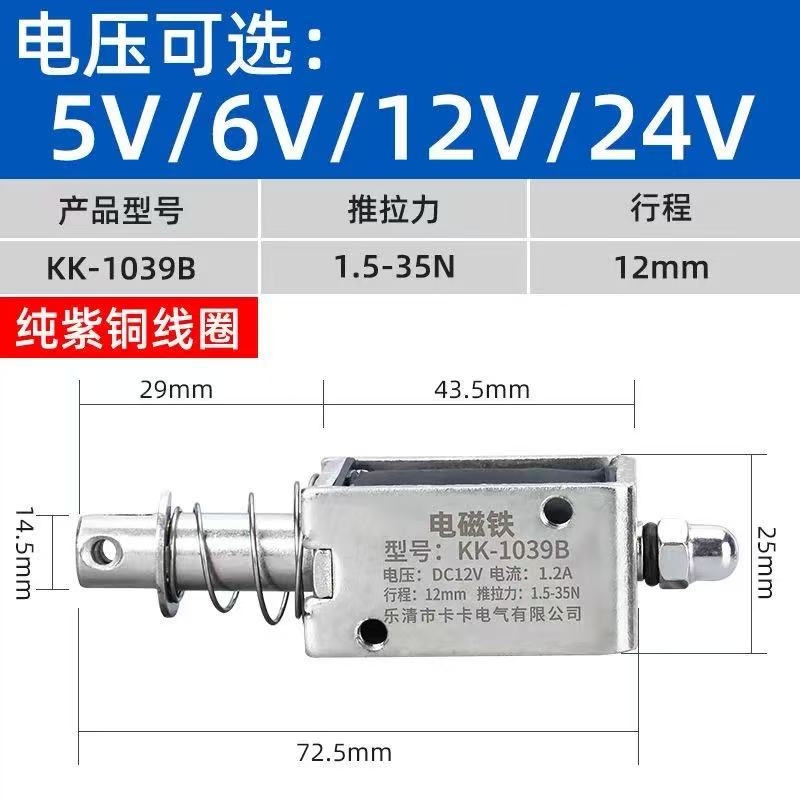 电压可选:
5V/6V/12V/24V
产品型号 推拉力 行程
KK-1039B 1.5-35N 12mm
纯紫铜线圈
29mm 43.5mm
14.5mm
电磁铁
型号: KK-1039B
电压: DC12V 电流: 1.2A
行程: 12mm 推拉力: 1.5-35N
乐清市卡卡电气有限公司
25mm
72.5mm